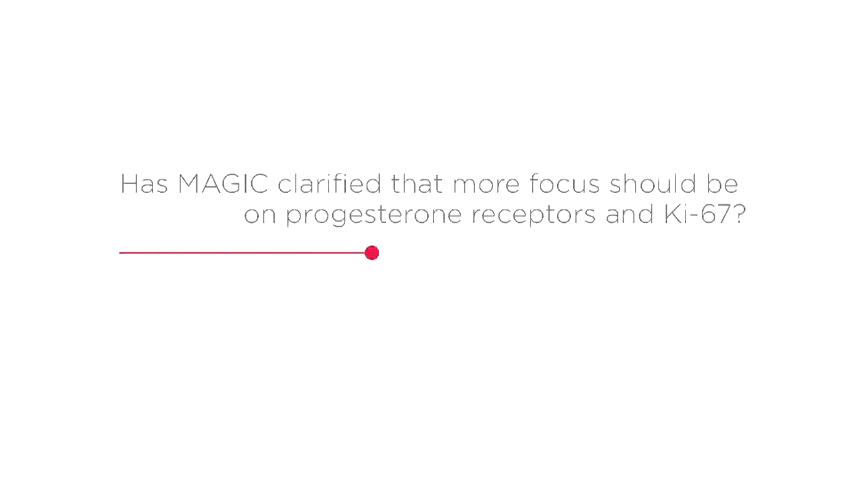 Has MAGIC clarified that more focus should be
on progesterone receptors and Ki-67?